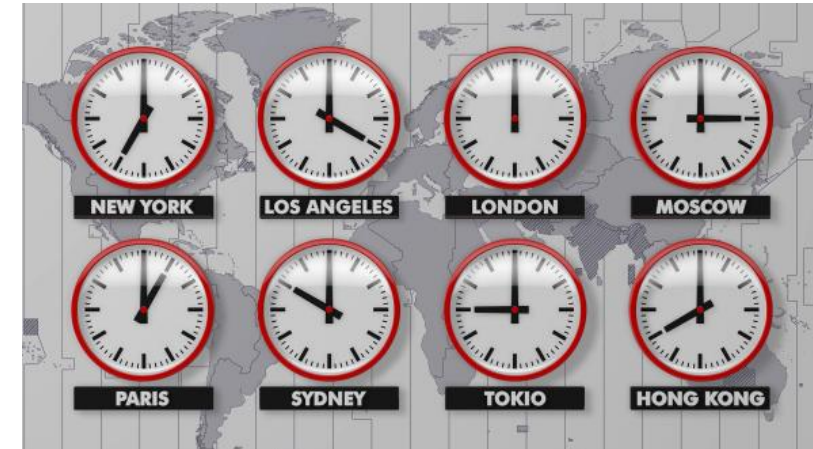 NEW YORK
LOS ANGELES
LONDON
MOSCOW
PARIS
SYDNEY
TOKIO
HONG KONG